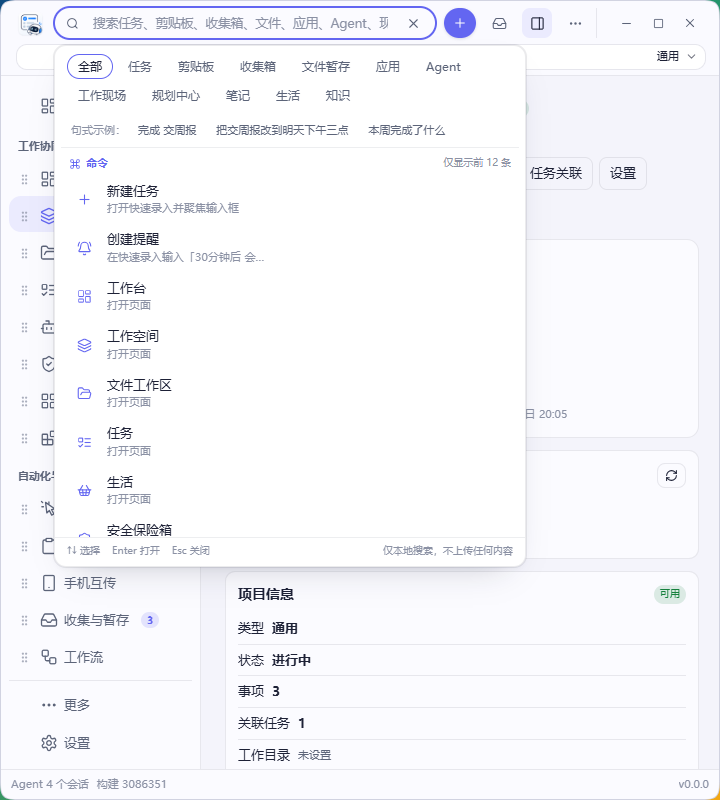 搜索任务、剪贴板、收集箱、文件、应用、Agent、
通用
全部 任务 剪贴板 收集箱 文件暂存 应用 Agent
工作现场 规划中心 笔记 生活 知识
句式示例： 完成 交周报 把交周报改到明天下午三点 本周完成了什么
命令 仅显示前 12 条
新建任务
打开快速录入并聚焦输入框
创建提醒
在快速录入输入「30分钟后 会...
工作台
打开页面
工作空间
打开页面
文件工作区
打开页面
任务
打开页面
生活
打开页面
安全保险箱
选择 Enter 打开 Esc 关闭 仅本地搜索，不上传任何内容
工作协
自动化
手机互传
收集与暂存 3
工作流
更多
设置
任务关联 设置
日 20:05
项目信息 可用
类型 通用
状态 进行中
事项 3
关联任务 1
工作目录 未设置
Agent 4 个会话 构建 3086351 v0.0.0